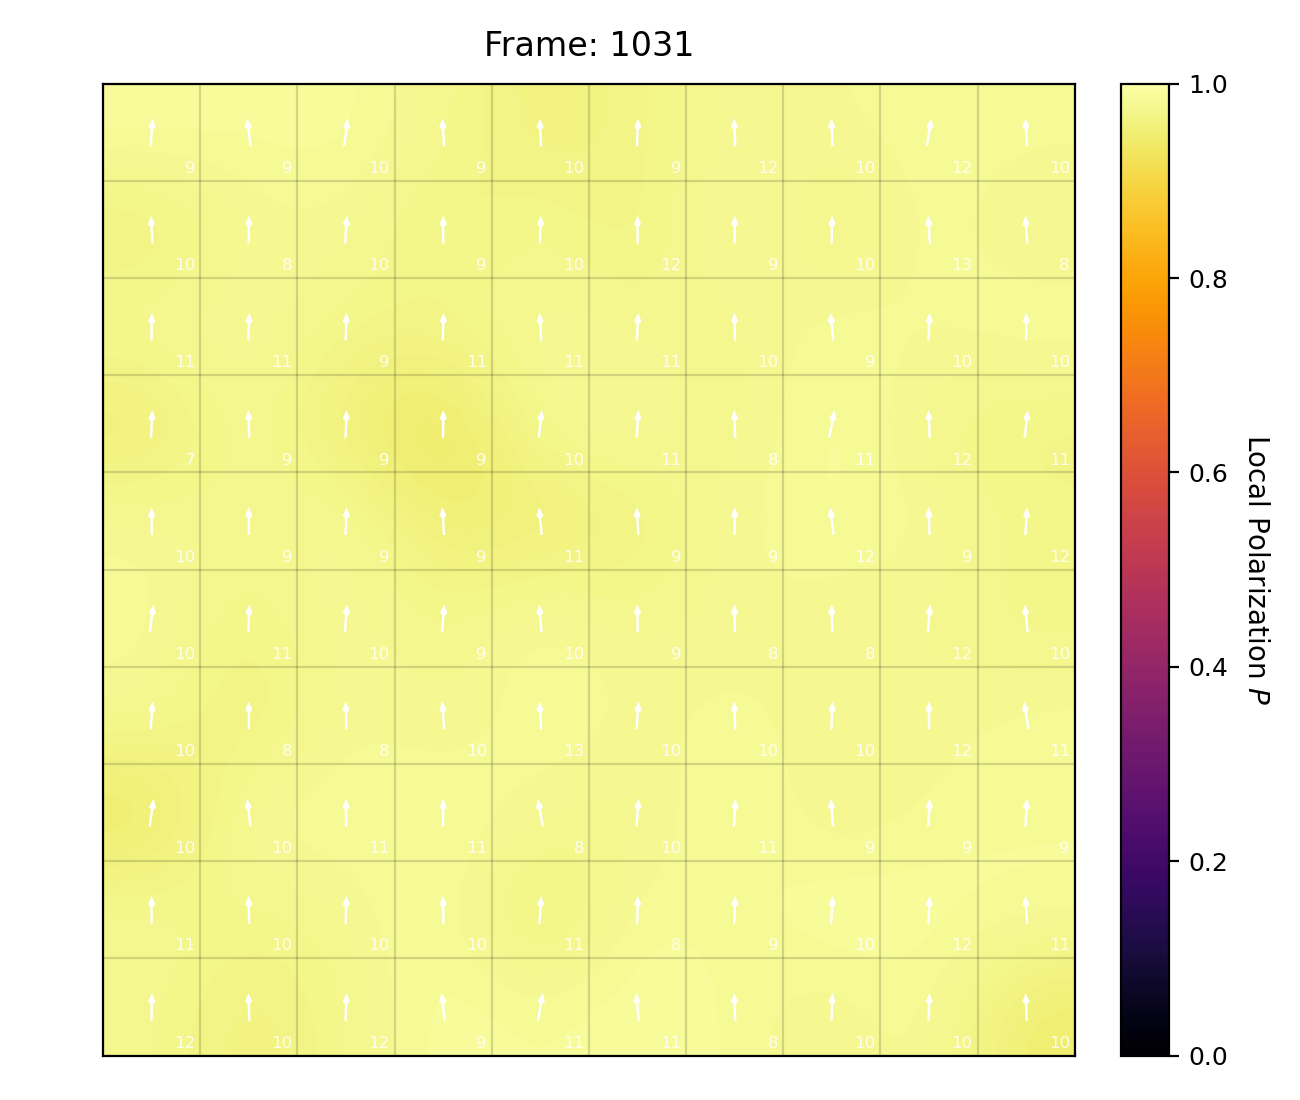 Frame: 1031
9 9 10 9 10 9 12 10 12 10
10 8 10 9 10 12 9 10 13 8
11 11 9 11 11 11 10 9 10 10
7 9 9 9 10 11 8 11 12 11
10 9 9 9 11 9 9 12 9 12
10 11 10 9 10 9 8 8 12 10
10 8 8 10 13 10 10 10 12 11
10 10 11 11 8 10 11 9 9 9
11 10 10 10 11 8 9 10 12 11
12 10 12 9 11 11 8 10 10 10
1.0
0.8
0.6
0.4
0.2
0.0
Local Polarization P